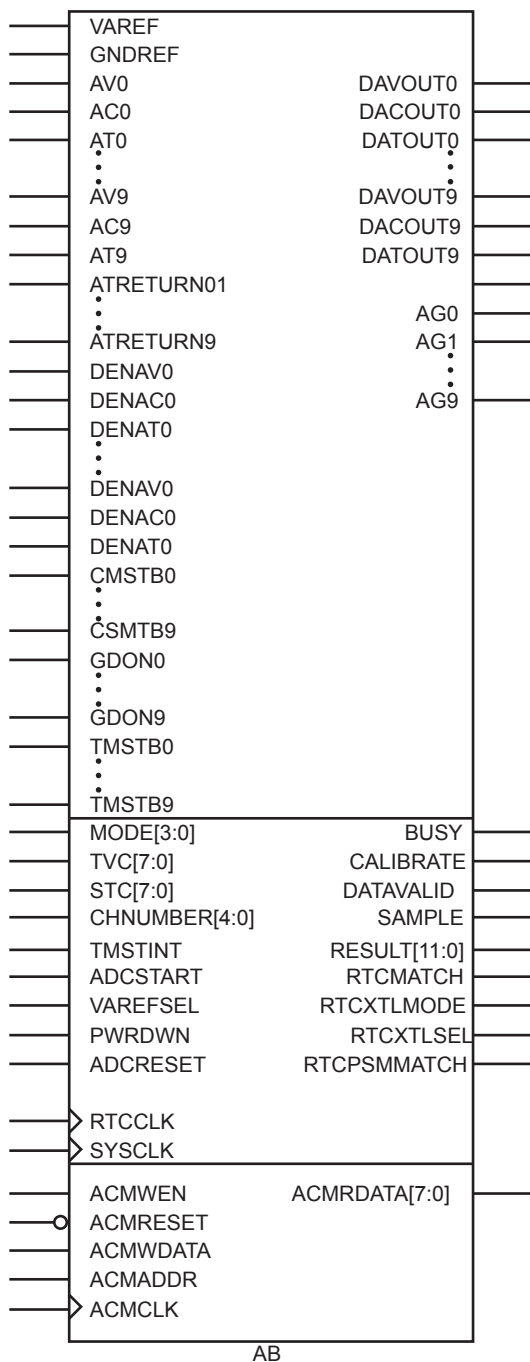 VAREF
GNDREF
AV0 DAVOUT0
AC0 DACOUT0
AT0 DATOUT0
AV9 DAVOUT9
AC9 DACOUT9
AT9 DATOUT9
ATRETURN01
AG0
ATRETURN9 AG1
DENAV0
DENAC0 AG9
DENAT0
DENAV0
DENAC0
DENAT0
CMSTB0
CSMTB9
GDON0
GDON9
TMSTB0
TMSTB9
MODE[3:0] BUSY
TVC[7:0] CALIBRATE
STC[7:0] DATAVALID
CHNUMBER[4:0] SAMPLE
TMSTINT RESULT[11:0]
ADCSTART RTCMATCH
VAREFSEL RTCXTLMODE
PWRDWN RTCXTLSEL
ADCRESET RTCPSMMATCH
RTCCLK
SYSCLK
ACMWEN ACMRDATA[7:0]
ACMRESET
ACMWDATA
ACMADDR
ACMCLK
AB